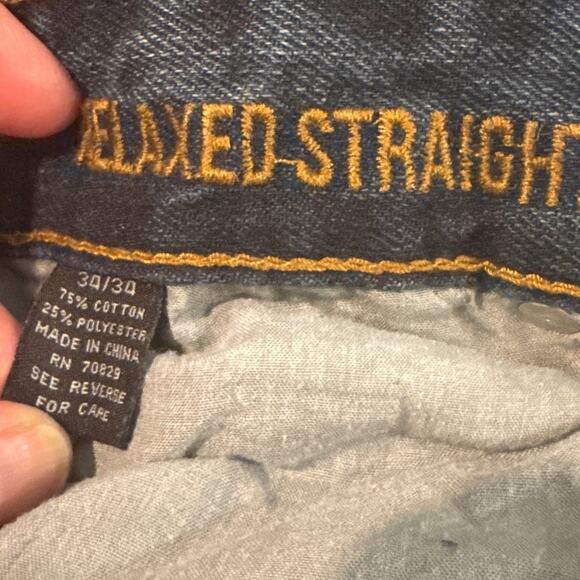 RELAXED-STRAIGHT
34/34
75% COTTON
25% POLYESTER
MADE IN CHINA
RN 70829
SEE REVERSE
FOR CARE